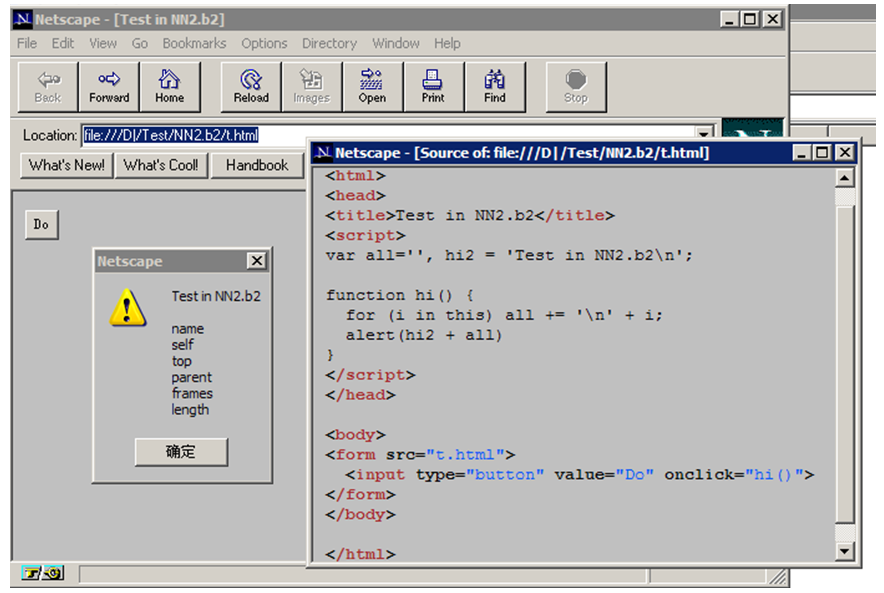 Netscape - [Test in NN2.b2]
File Edit View Go Bookmarks Options Directory Window Help
Back Forward Home Reload Images Open Print Find Stop
Location: file:///D|/Test/NN2.b2/t.html
What's New! What's Cool! Handbook
Do
Netscape
Test in NN2.b2
name
self
top
parent
frames
length
确定
Netscape - [Source of: file:///D|/Test/NN2.b2/t.html]
<html>
<head>
<title>Test in NN2.b2</title>
<script>
var all='', hi2 = 'Test in NN2.b2\n';
function hi() {
for (i in this) all += '\n' + i;
alert(hi2 + all)
}
</script>
</head>
<body>
<form src="t.html">
<input type="button" value="Do" onclick="hi()">
</form>
</body>
</html>